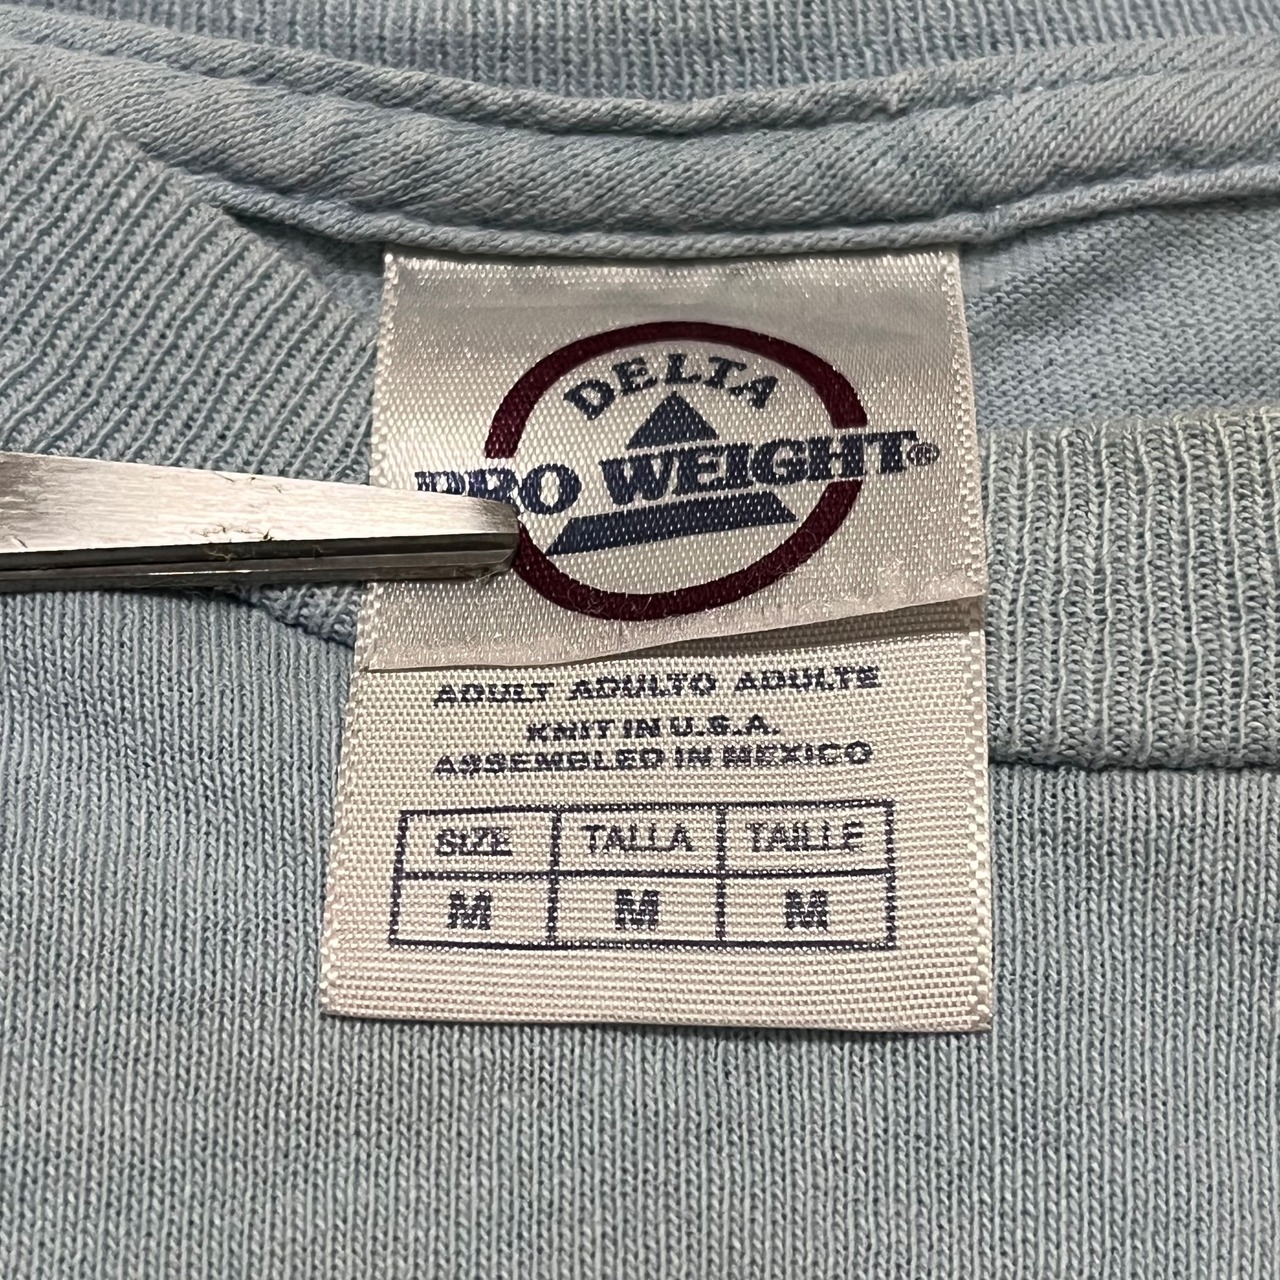 DELTA
PRO WEIGHT®
ADULT ADULTO ADULTE
KNIT IN U.S.A.
ASSEMBLED IN MEXICO
SIZE TALLA TAILLE
M M M